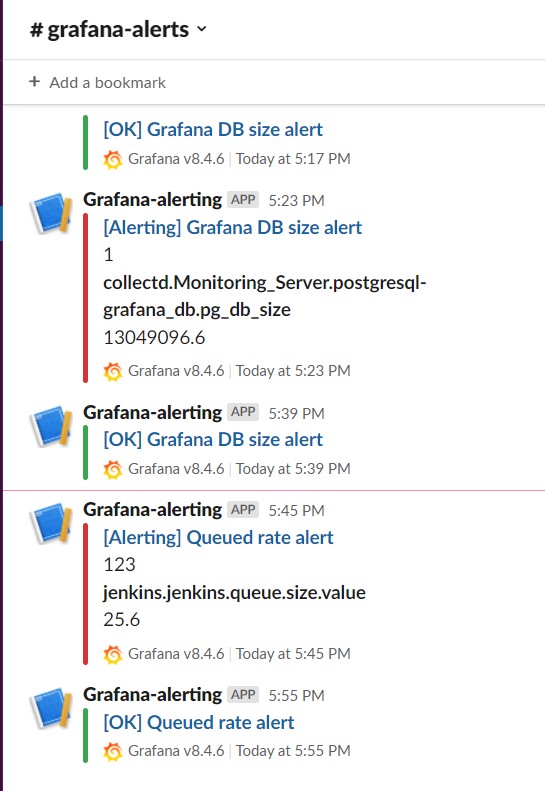 # grafana-alerts
+ Add a bookmark
[OK] Grafana DB size alert
Grafana v8.4.6 | Today at 5:17 PM
Grafana-alerting APP 5:23 PM
[Alerting] Grafana DB size alert
1
collectd.Monitoring_Server.postgresql-
grafana_db.pg_db_size
13049096.6
Grafana v8.4.6 | Today at 5:23 PM
Grafana-alerting APP 5:39 PM
[OK] Grafana DB size alert
Grafana v8.4.6 | Today at 5:39 PM
Grafana-alerting APP 5:45 PM
[Alerting] Queued rate alert
123
jenkins.jenkins.queue.size.value
25.6
Grafana v8.4.6 | Today at 5:45 PM
Grafana-alerting APP 5:55 PM
[OK] Queued rate alert
Grafana v8.4.6 | Today at 5:55 PM